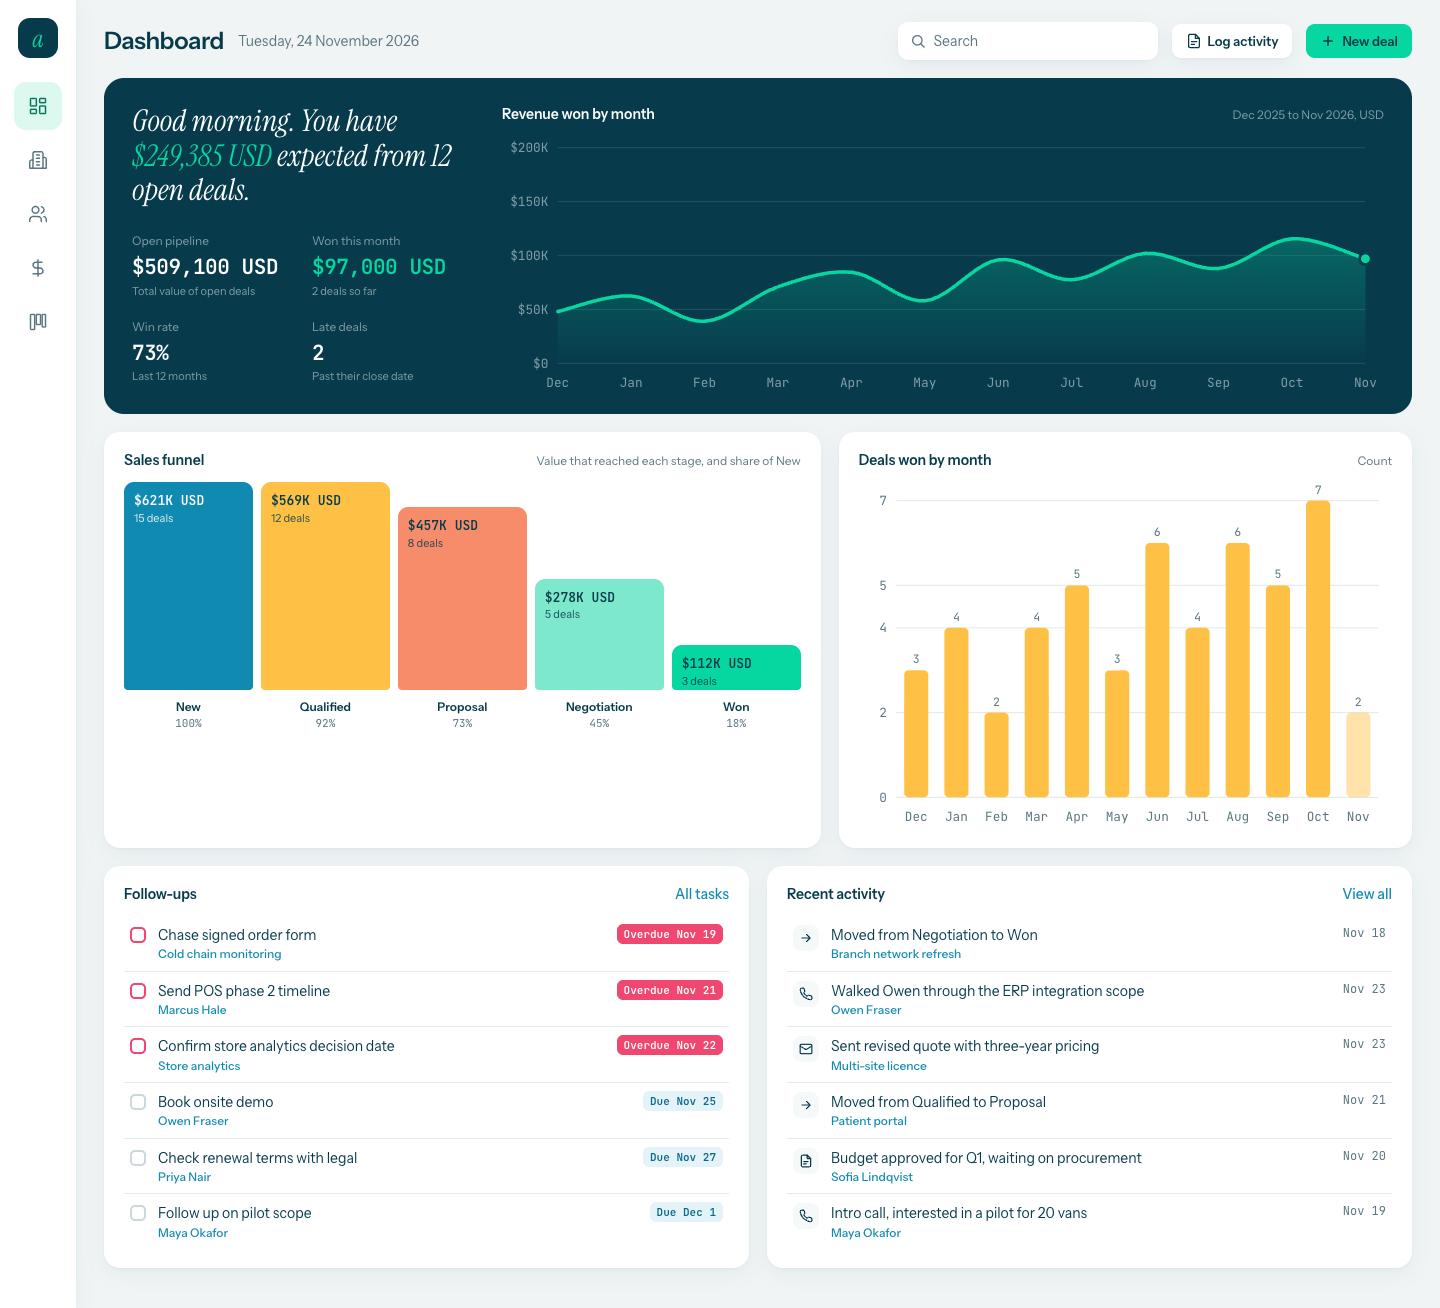 a
Dashboard
Tuesday, 24 November 2026
Search
Log activity
New deal
Good morning. You have
$249,385 USD expected from 12
open deals.
Open pipeline
$509,100 USD
Total value of open deals
Won this month
$97,000 USD
2 deals so far
Win rate
73%
Last 12 months
Late deals
2
Past their close date
Revenue won by month
Dec 2025 to Nov 2026, USD
$200K
$150K
$100K
$50K
$0
Dec Jan Feb Mar Apr May Jun Jul Aug Sep Oct Nov
Sales funnel
Value that reached each stage, and share of New
$621K USD
15 deals
$569K USD
12 deals
$457K USD
8 deals
$278K USD
5 deals
$112K USD
3 deals
New
100%
Qualified
92%
Proposal
73%
Negotiation
45%
Won
18%
Deals won by month
Count
7
5
4
2
0
3 4 2 4 5 3 6 4 6 5 7 2
Dec Jan Feb Mar Apr May Jun Jul Aug Sep Oct Nov
Follow-ups
All tasks
Chase signed order form
Cold chain monitoring
Overdue Nov 19
Send POS phase 2 timeline
Marcus Hale
Overdue Nov 21
Confirm store analytics decision date
Store analytics
Overdue Nov 22
Book onsite demo
Owen Fraser
Due Nov 25
Check renewal terms with legal
Priya Nair
Due Nov 27
Follow up on pilot scope
Maya Okafor
Due Dec 1
Recent activity
View all
Moved from Negotiation to Won
Branch network refresh
Nov 18
Walked Owen through the ERP integration scope
Owen Fraser
Nov 23
Sent revised quote with three-year pricing
Multi-site licence
Nov 23
Moved from Qualified to Proposal
Patient portal
Nov 21
Budget approved for Q1, waiting on procurement
Sofia Lindqvist
Nov 20
Intro call, interested in a pilot for 20 vans
Maya Okafor
Nov 19